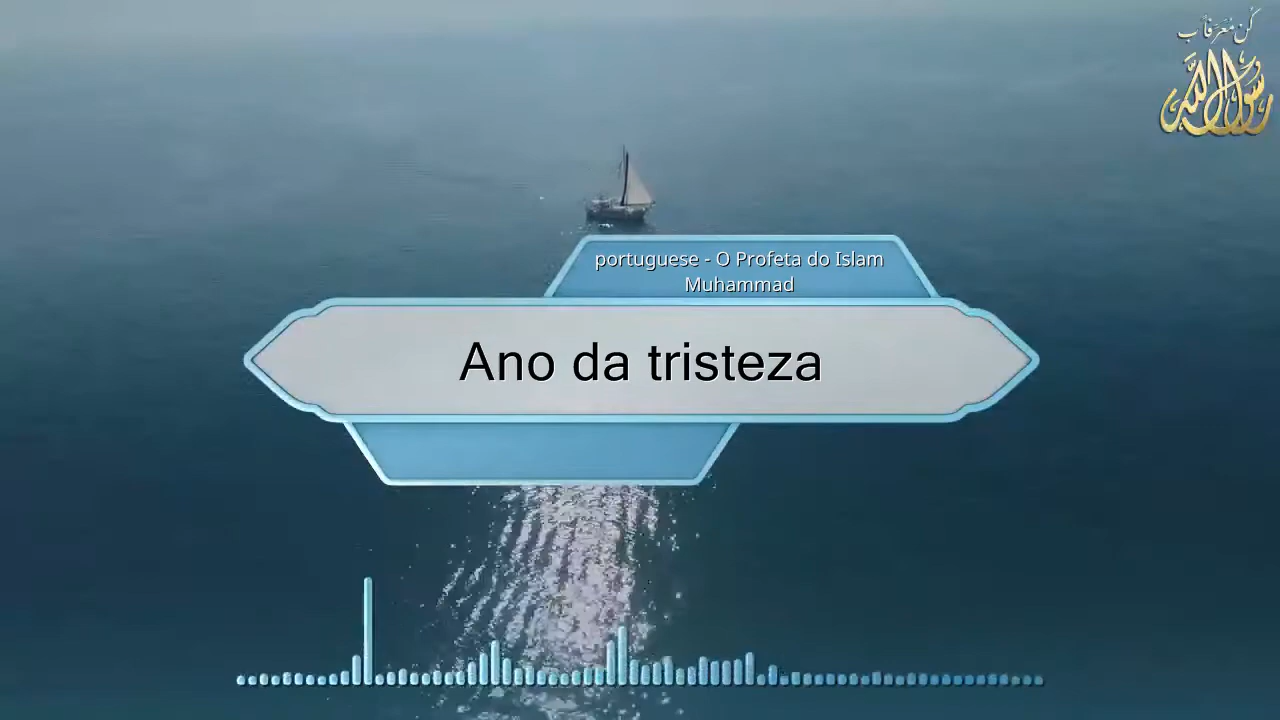 كن معرفا ب
رسول الله
portuguese - O Profeta do Islam
Muhammad
Ano da tristeza